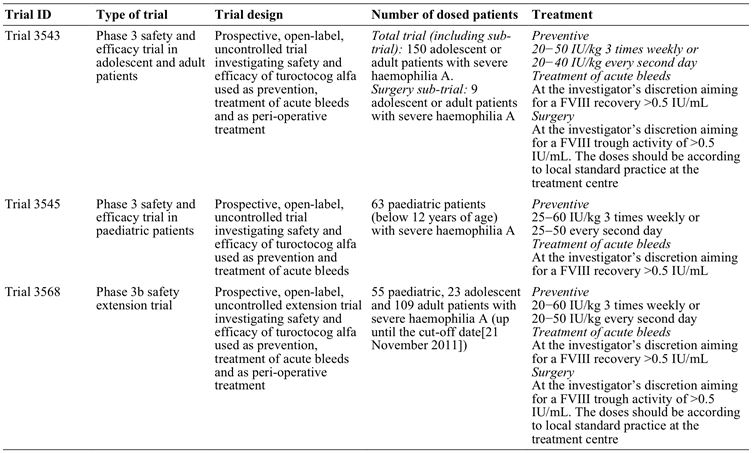 Trial ID Type of trial Trial design Number of dosed patients Treatment
Trial 3543
Phase 3 safety and
efficacy trial in
adolescent and adult
patients
Prospective, open-label,
uncontrolled trial
investigating safety and
efficacy of turoctocog alfa
used as prevention,
treatment of acute bleeds
and as peri-operative
treatment
Total trial (including sub-
trial): 150 adolescent or
adult patients with severe
haemophilia A.
Surgery sub-trial: 9
adolescent or adult patients
with severe haemophilia A
Preventive
20−50 IU/kg 3 times weekly or
20−40 IU/kg every second day
Treatment of acute bleeds
At the investigator’s discretion aiming
for a FVIII recovery >0.5 IU/mL
Surgery
At the investigator’s discretion aiming
for a FVIII trough activity of >0.5
IU/mL. The doses should be according
to local standard practice at the
treatment centre
Trial 3545
Phase 3 safety and
efficacy trial in
paediatric patients
Prospective, open-label,
uncontrolled trial
investigating safety and
efficacy of turoctocog alfa
used as prevention and
treatment of acute bleeds
63 paediatric patients
(below 12 years of age)
with severe haemophilia A
Preventive
25−60 IU/kg 3 times weekly or
25−50 every second day
Treatment of acute bleeds
At the investigator’s discretion aiming
for a FVIII recovery >0.5 IU/mL
Trial 3568
Phase 3b safety
extension trial
Prospective, open-label,
uncontrolled extension trial
investigating safety and
efficacy of turoctocog alfa
used as prevention,
treatment of acute bleeds
and as peri-operative
treatment
55 paediatric, 23 adolescent
and 109 adult patients with
severe haemophilia A (up
until the cut-off date[21
November 2011])
Preventive
20−60 IU/kg 3 times weekly or
20−50 IU/kg every second day
Treatment of acute bleeds
At the investigator’s discretion aiming
for a FVIII recovery >0.5 IU/mL
Surgery
At the investigator’s discretion aiming
for a FVIII trough activity of >0.5
IU/mL. The doses should be according
to local standard practice at the
treatment centre